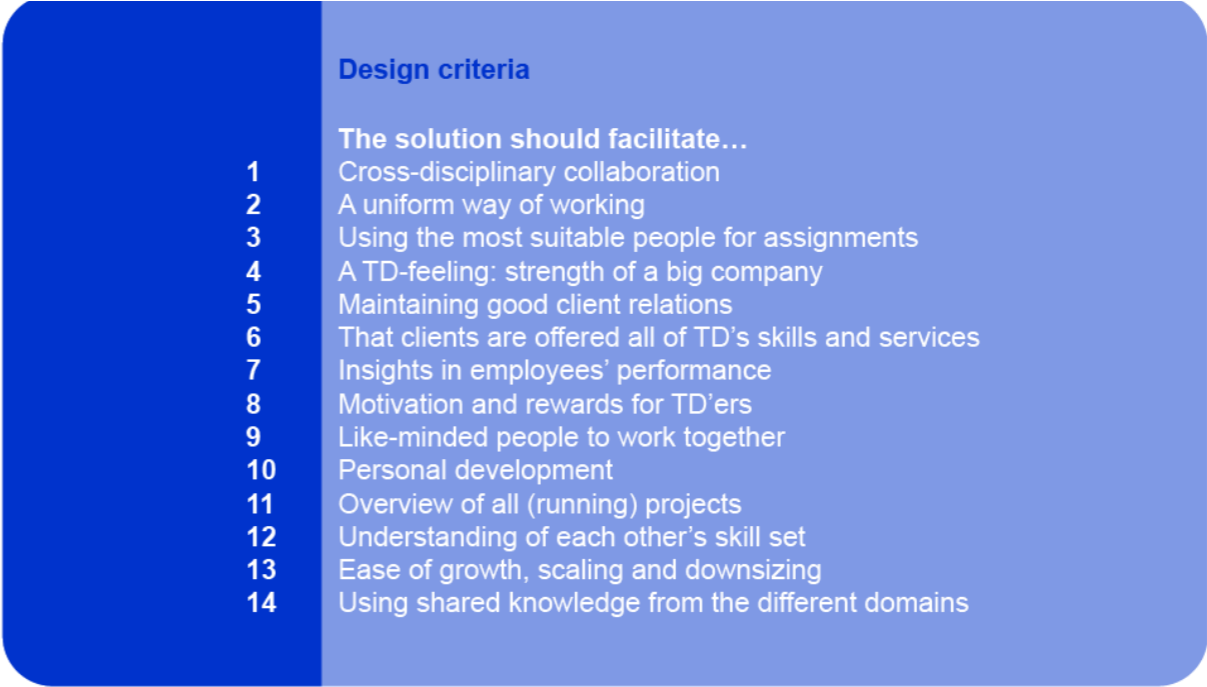 Design criteria
The solution should facilitate…
1 Cross-disciplinary collaboration
2 A uniform way of working
3 Using the most suitable people for assignments
4 A TD-feeling: strength of a big company
5 Maintaining good client relations
6 That clients are offered all of TD’s skills and services
7 Insights in employees’ performance
8 Motivation and rewards for TD’ers
9 Like-minded people to work together
10 Personal development
11 Overview of all (running) projects
12 Understanding of each other’s skill set
13 Ease of growth, scaling and downsizing
14 Using shared knowledge from the different domains